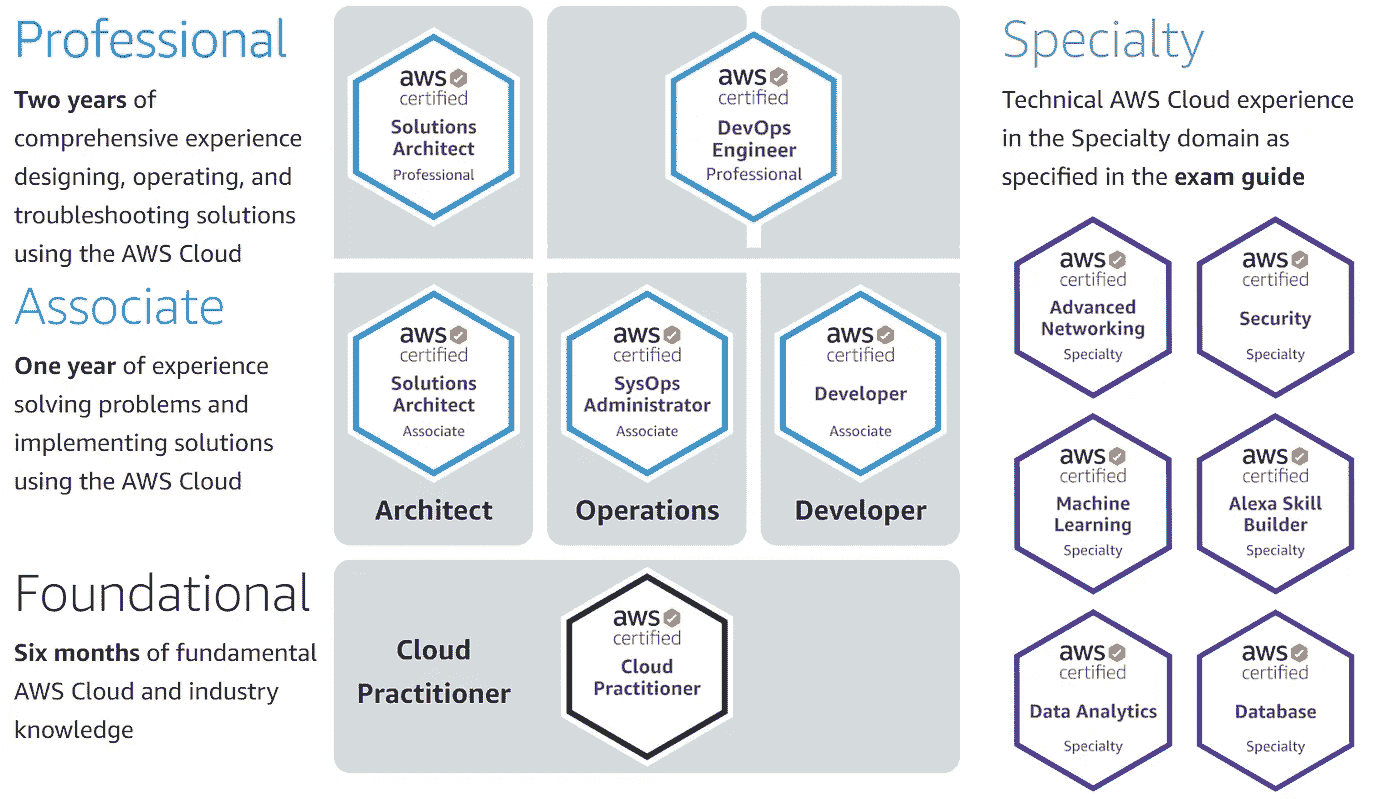 Professional
Two years of
comprehensive experience
designing, operating, and
troubleshooting solutions
using the AWS Cloud
aws
certified
Solutions
Architect
Professional
aws
certified
DevOps
Engineer
Professional
Associate
One year of experience
solving problems and
implementing solutions
using the AWS Cloud
aws
certified
Solutions
Architect
Associate
Architect
aws
certified
SysOps
Administrator
Associate
Operations
aws
certified
Developer
Associate
Developer
Foundational
Six months of fundamental
AWS Cloud and industry
knowledge
Cloud
Practitioner
aws
certified
Cloud
Practitioner
Specialty
Technical AWS Cloud experience
in the Specialty domain as
specified in the exam guide
aws
certified
Advanced
Networking
Specialty
aws
certified
Security
Specialty
aws
certified
Machine
Learning
Specialty
aws
certified
Alexa Skill
Builder
Specialty
aws
certified
Data Analytics
Specialty
aws
certified
Database
Specialty